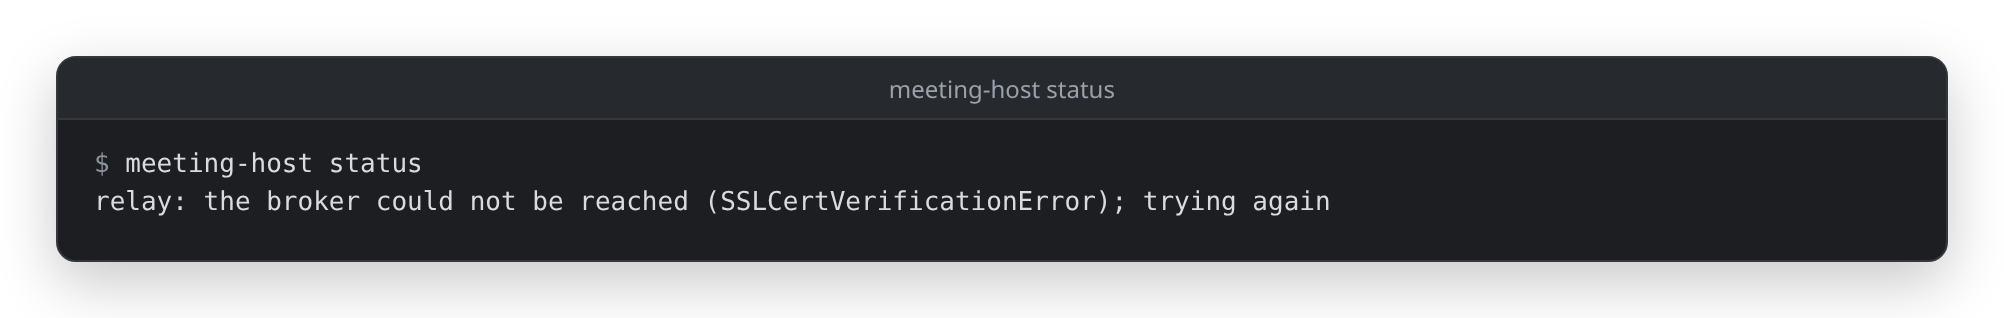 meeting-host status
$ meeting-host status
relay: the broker could not be reached (SSLCertVerificationError); trying again